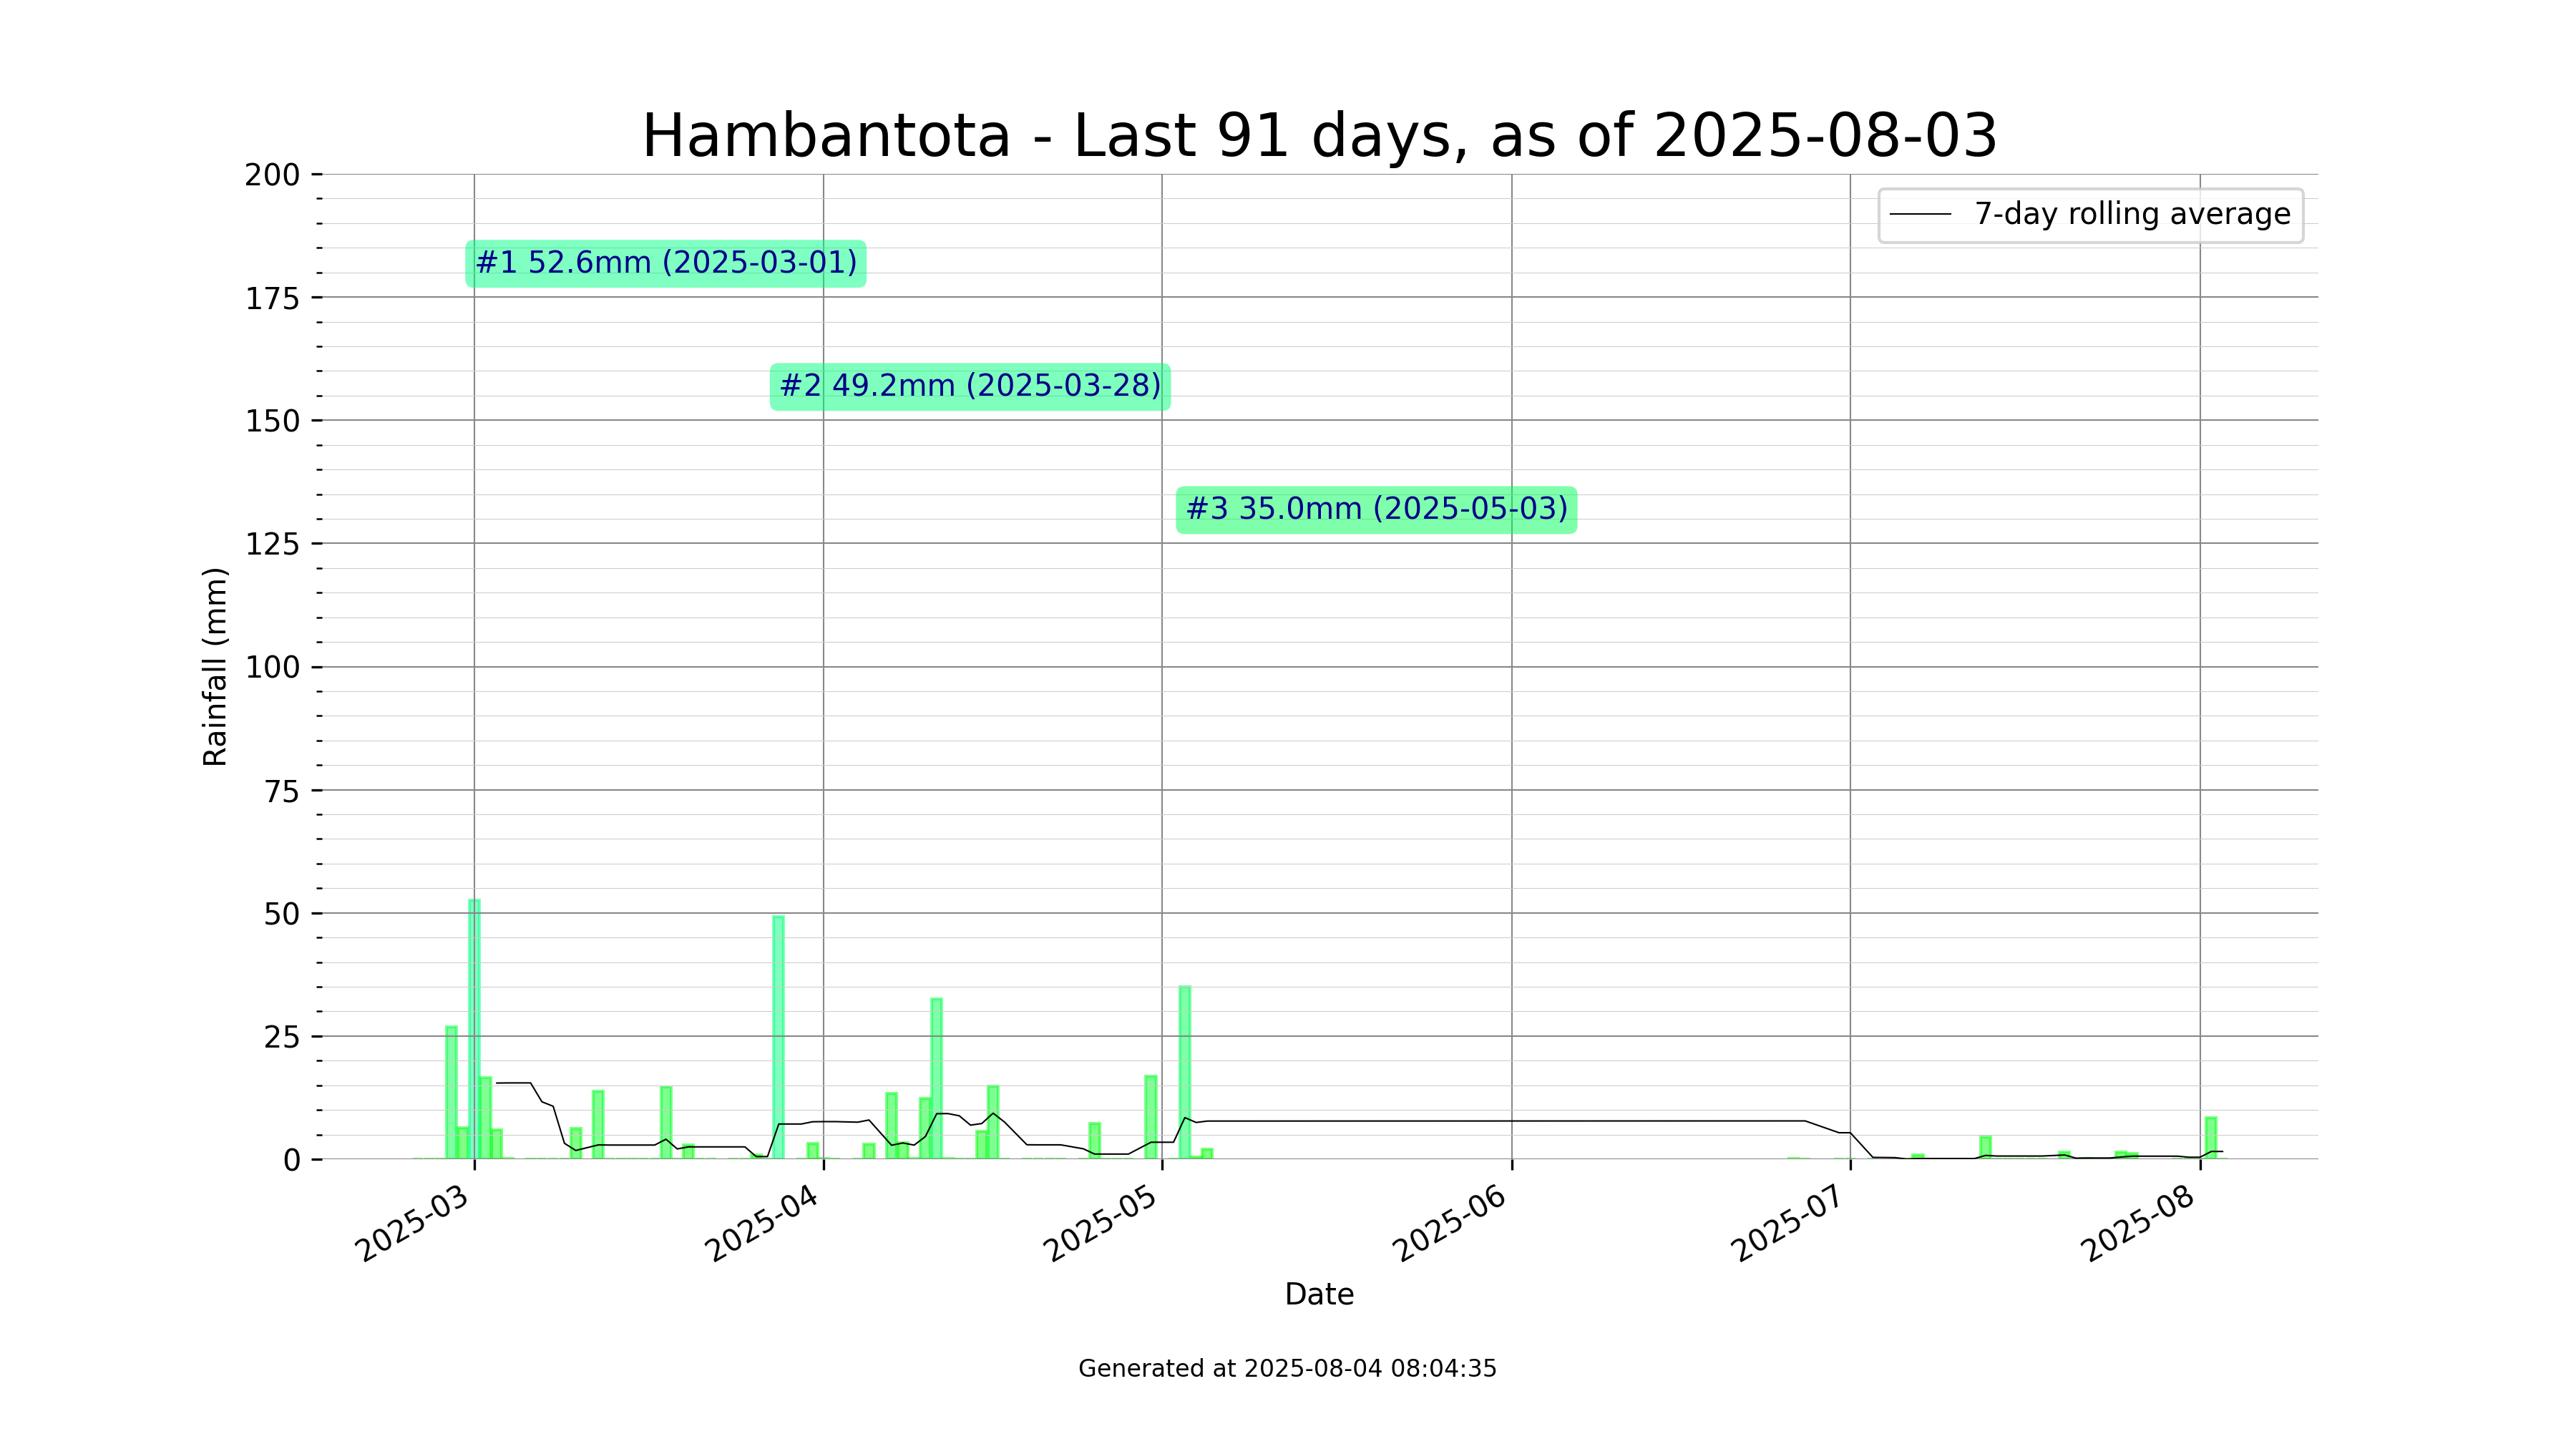 Hambantota - Last 91 days, as of 2025-08-03
200
175
150
125
100
75
50
25
0
Rainfall (mm)
7-day rolling average
#1 52.6mm (2025-03-01)
#2 49.2mm (2025-03-28)
#3 35.0mm (2025-05-03)
2025-03
2025-04
2025-05
2025-06
2025-07
2025-08
Date
Generated at 2025-08-04 08:04:35